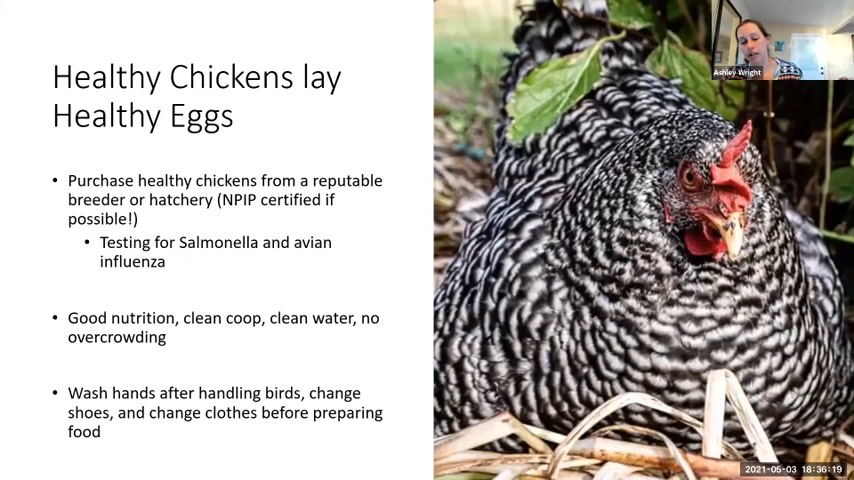 Healthy Chickens lay
Healthy Eggs
• Purchase healthy chickens from a reputable
breeder or hatchery (NPIP certified if
possible!)
• Testing for Salmonella and avian
influenza
• Good nutrition, clean coop, clean water, no
overcrowding
• Wash hands after handling birds, change
shoes, and change clothes before preparing
food
Ashley Wright
2021-05-03 18:36:19